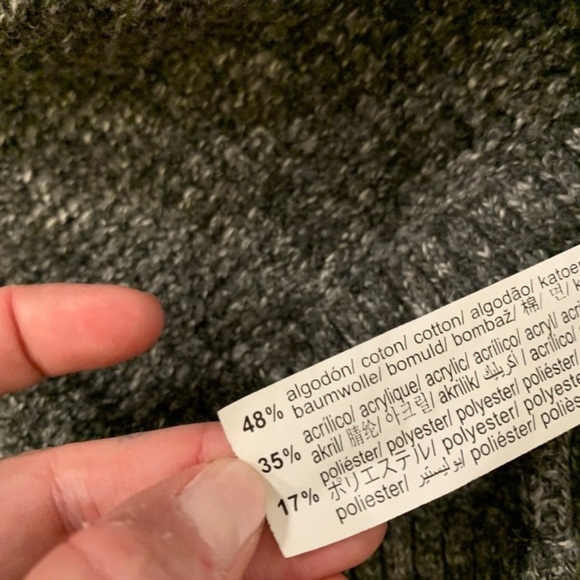 48% algodón/ coton/ cotton/ algodão/ katoen
baumwolle/ bomuld/ bombaž/ 棉/ 면/
35% acrílico/ acrylique/ acrylic/ acrílico/ acryl/
akril/ 腈纶/ 아크릴/ akrilik/ أكريليك/ acrílico/
poliéster/ polyester/ polyester/ poliéster/
17% ポリエステル/ polyester/ polyester
poliester/ بوليستير/ poliéster/